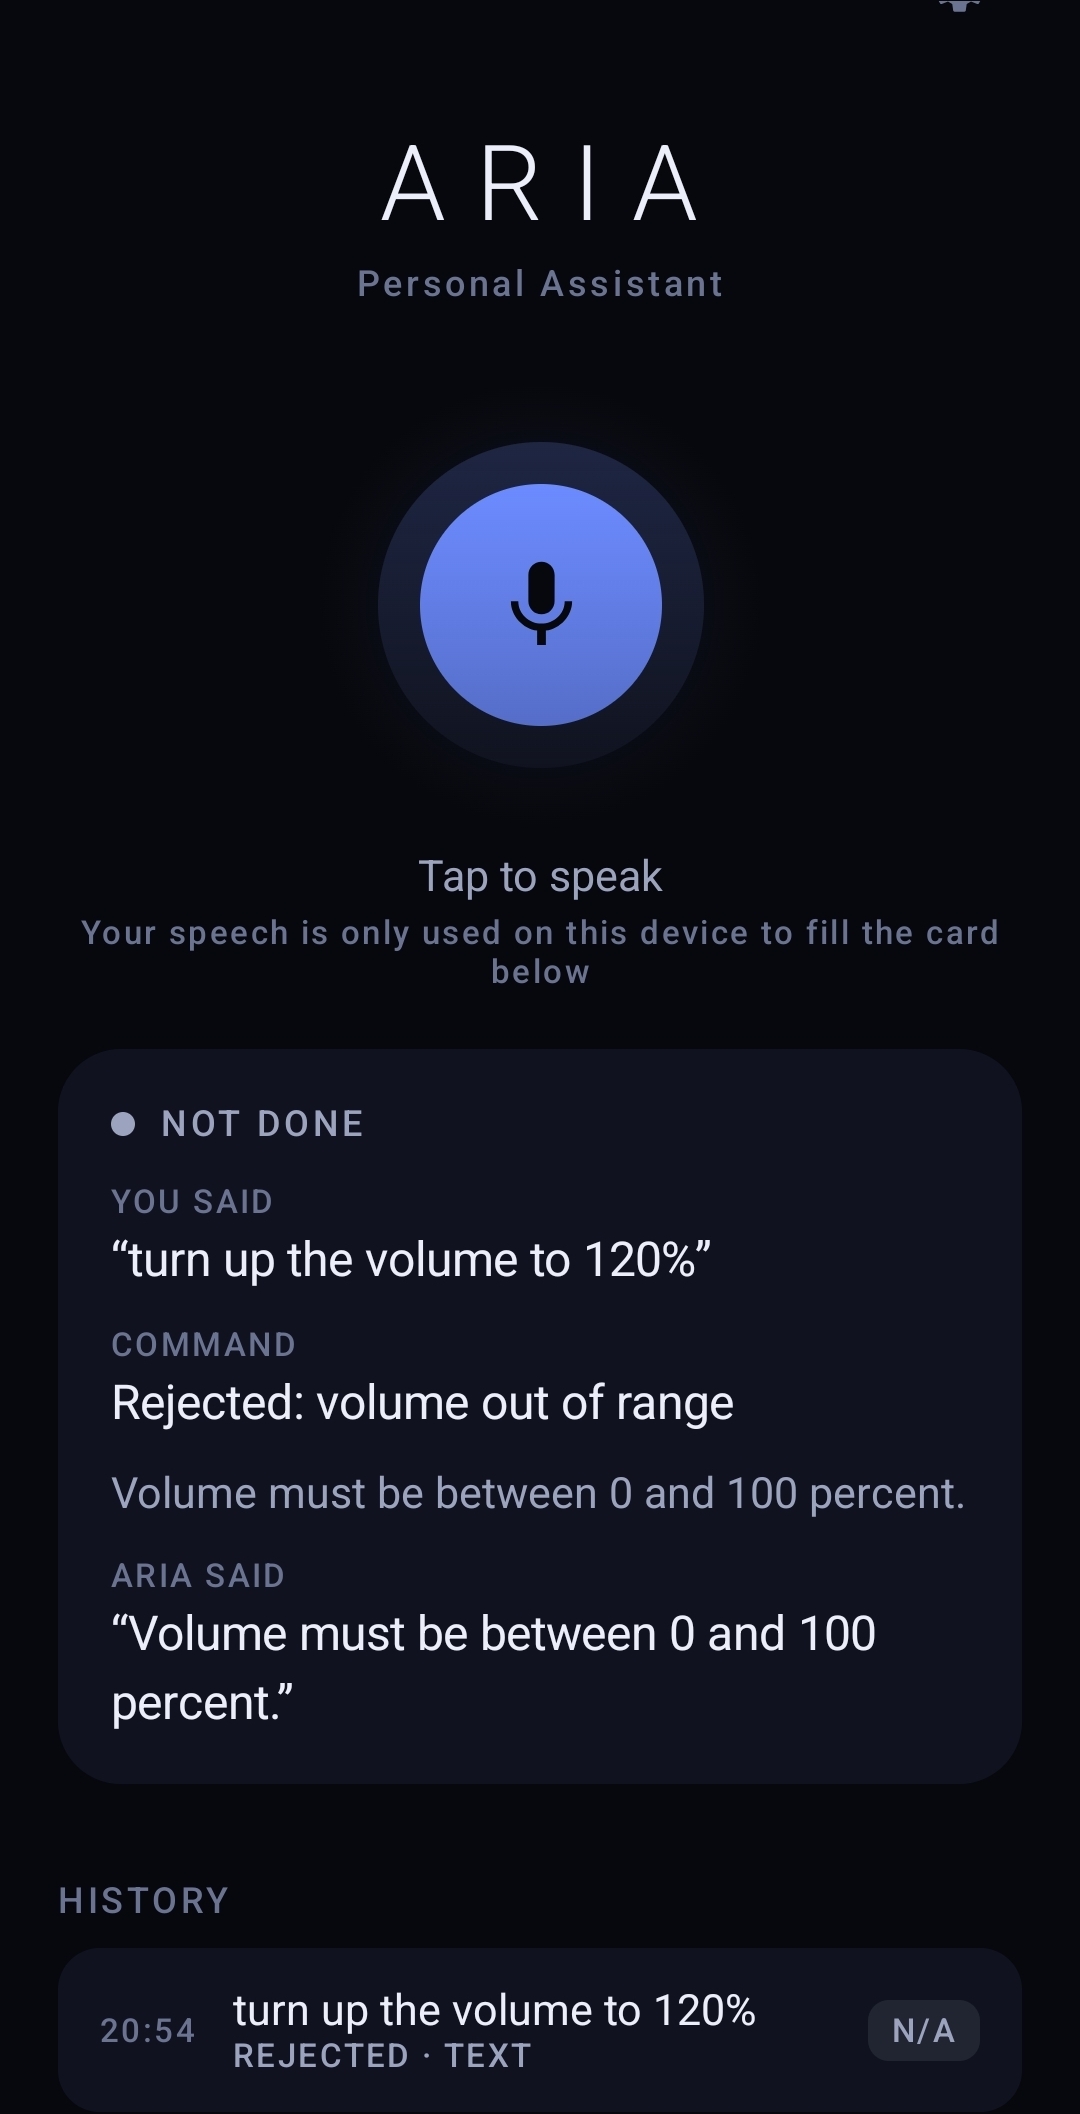 ARIA
Personal Assistant
Tap to speak
Your speech is only used on this device to fill the card
below
NOT DONE
YOU SAID
“turn up the volume to 120%”
COMMAND
Rejected: volume out of range
Volume must be between 0 and 100 percent.
ARIA SAID
“Volume must be between 0 and 100
percent.”
HISTORY
20:54
turn up the volume to 120%
REJECTED · TEXT
N/A